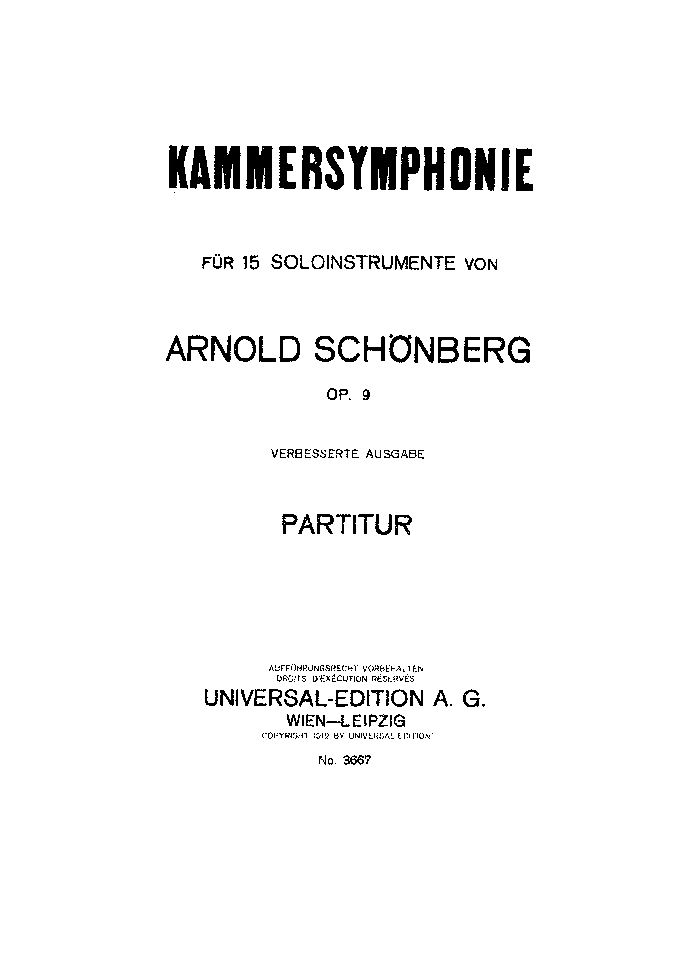 KAMMERSYMPHONIE
FÜR 15 SOLOINSTRUMENTE VON
ARNOLD SCHÖNBERG
OP. 9
VERBESSERTE AUSGABE
PARTITUR
AUFFÜHRUNGSRECHT VORBEHALTEN
DROITS D'EXÉCUTION RÉSERVÉS
UNIVERSAL-EDITION A. G.
WIEN—LEIPZIG
COPYRIGHT BY UNIVERSAL EDITION
No. 3667